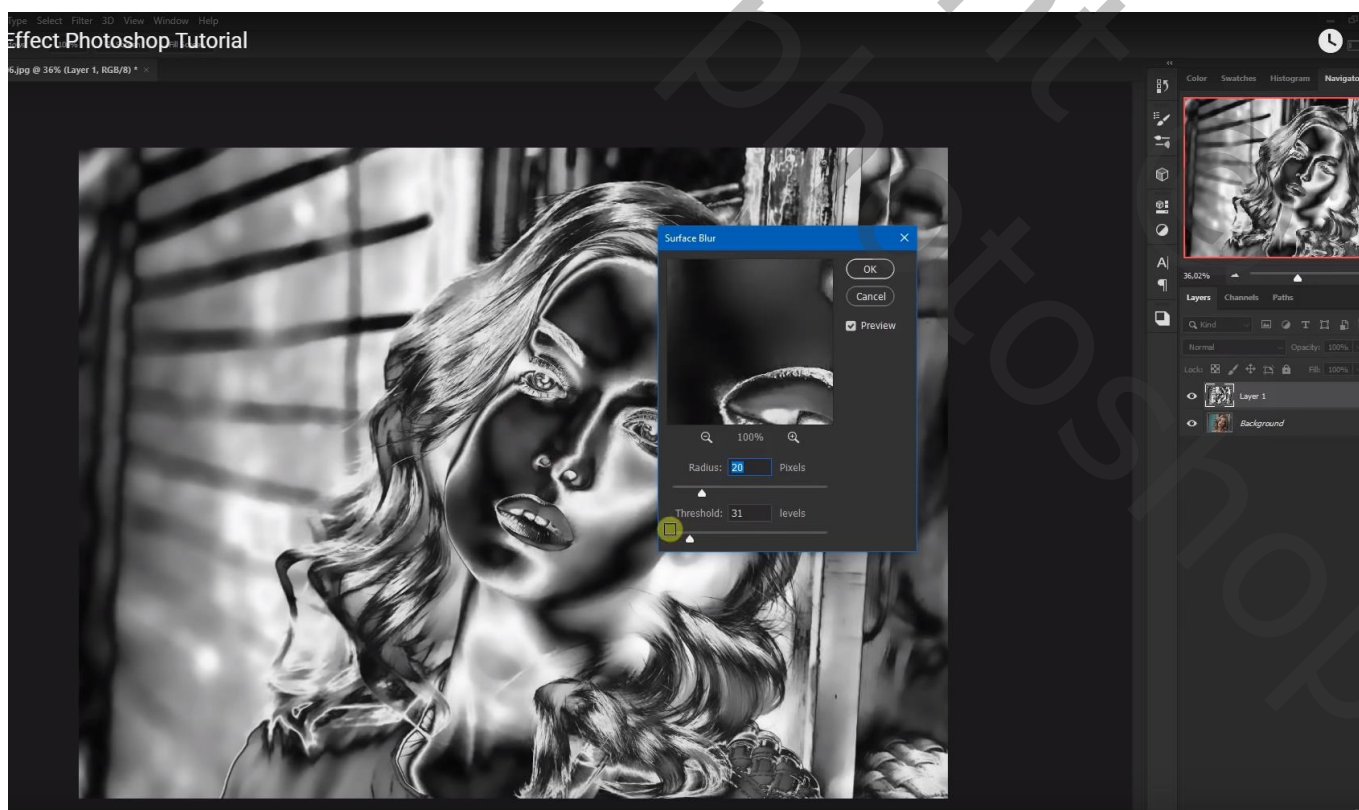 Type Select Filter 3D View Window Help
Effect Photoshop Tutorial
6.jpg @ 36% (Layer 1, RGB/8) * ×
Color Swatches Histogram Navigato
Surface Blur
OK
Cancel
Preview
100%
Radius: 20 Pixels
Threshold: 31 levels
36,02%
Layers Channels Paths
Kind
Normal Opacity: 100%
Lock: Fill: 100%
Layer 1
Background
photoshop